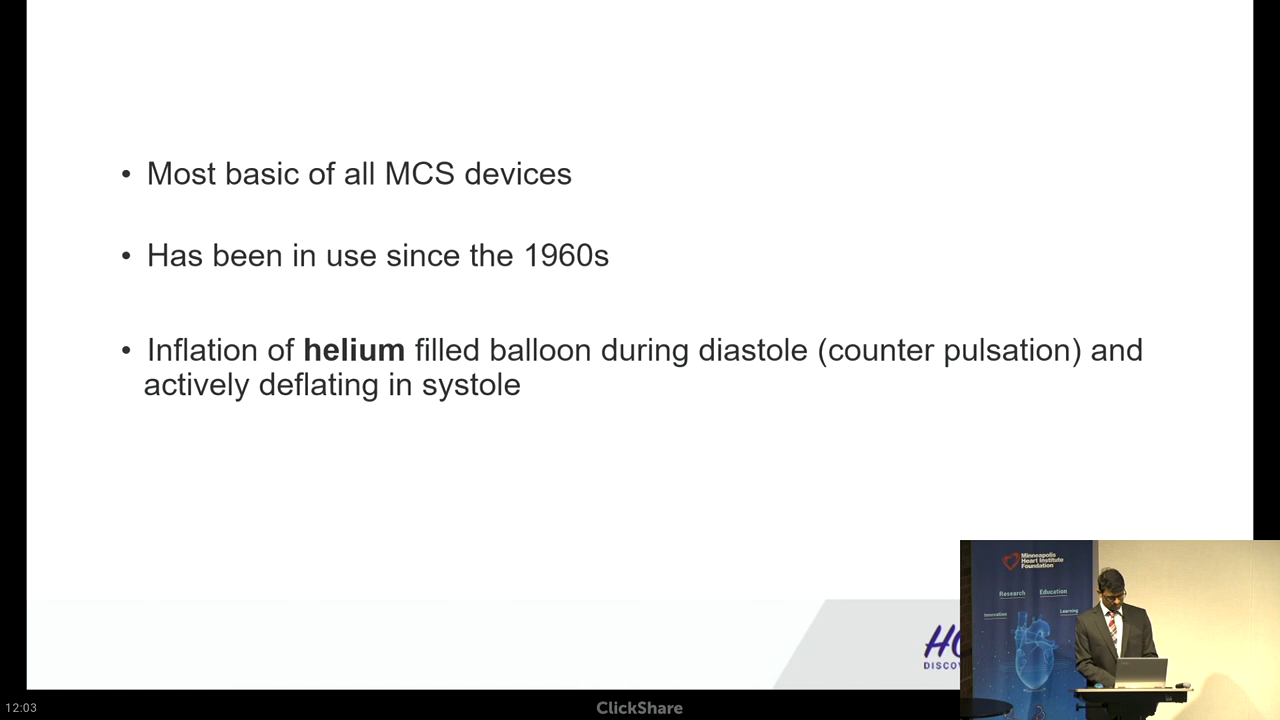 • Most basic of all MCS devices
• Has been in use since the 1960s
• Inflation of helium filled balloon during diastole (counter pulsation) and
actively deflating in systole
Minneapolis
Heart Institute
Foundation
Research Education
Innovation Learning
HC
DISCOV
12:03
ClickShare